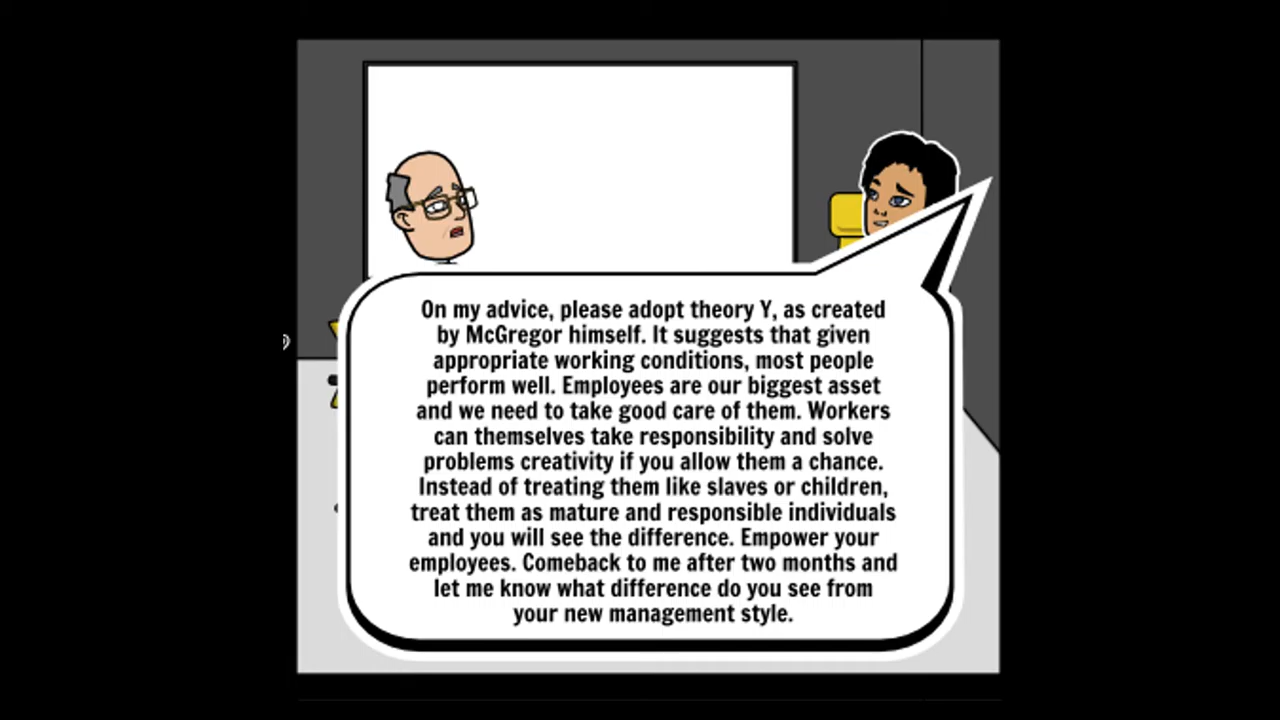 On my advice, please adopt theory Y, as created
by McGregor himself. It suggests that given
appropriate working conditions, most people
perform well. Employees are our biggest asset
and we need to take good care of them. Workers
can themselves take responsibility and solve
problems creativity if you allow them a chance.
Instead of treating them like slaves or children,
treat them as mature and responsible individuals
and you will see the difference. Empower your
employees. Comeback to me after two months and
let me know what difference do you see from
your new management style.